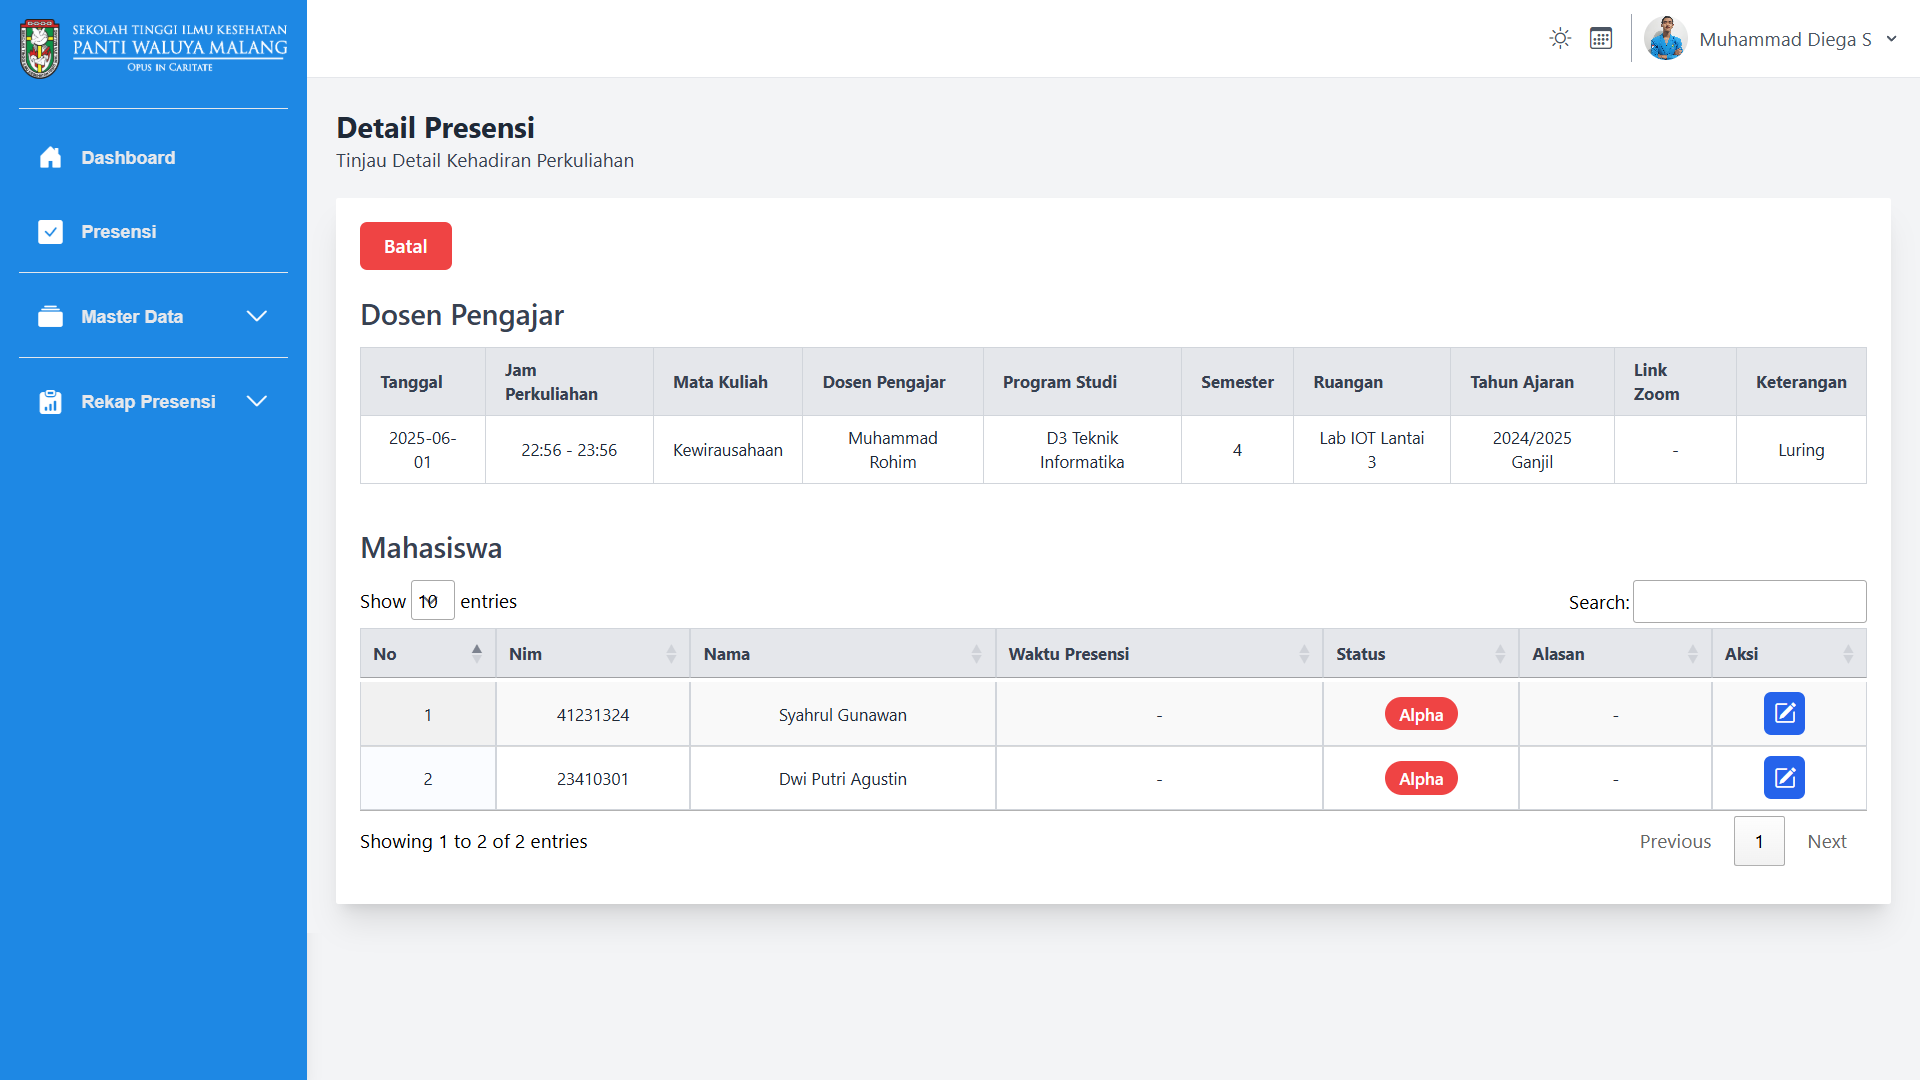 SEKOLAH TINGGI ILMU KESEHATAN
PANTI WALUYA MALANG
OPUS IN CARITATE
Muhammad Diega S
Dashboard
Presensi
Master Data
Rekap Presensi
Detail Presensi
Tinjau Detail Kehadiran Perkuliahan
Batal
Dosen Pengajar
Tanggal Jam Perkuliahan Mata Kuliah Dosen Pengajar Program Studi Semester Ruangan Tahun Ajaran Link Zoom Keterangan
2025-06-01 22:56 - 23:56 Kewirausahaan Muhammad Rohim D3 Teknik Informatika 4 Lab IOT Lantai 3 2024/2025 Ganjil - Luring
Mahasiswa
Show 10 entries Search:
No Nim Nama Waktu Presensi Status Alasan Aksi
1 41231324 Syahrul Gunawan - Alpha -
2 23410301 Dwi Putri Agustin - Alpha -
Showing 1 to 2 of 2 entries Previous 1 Next